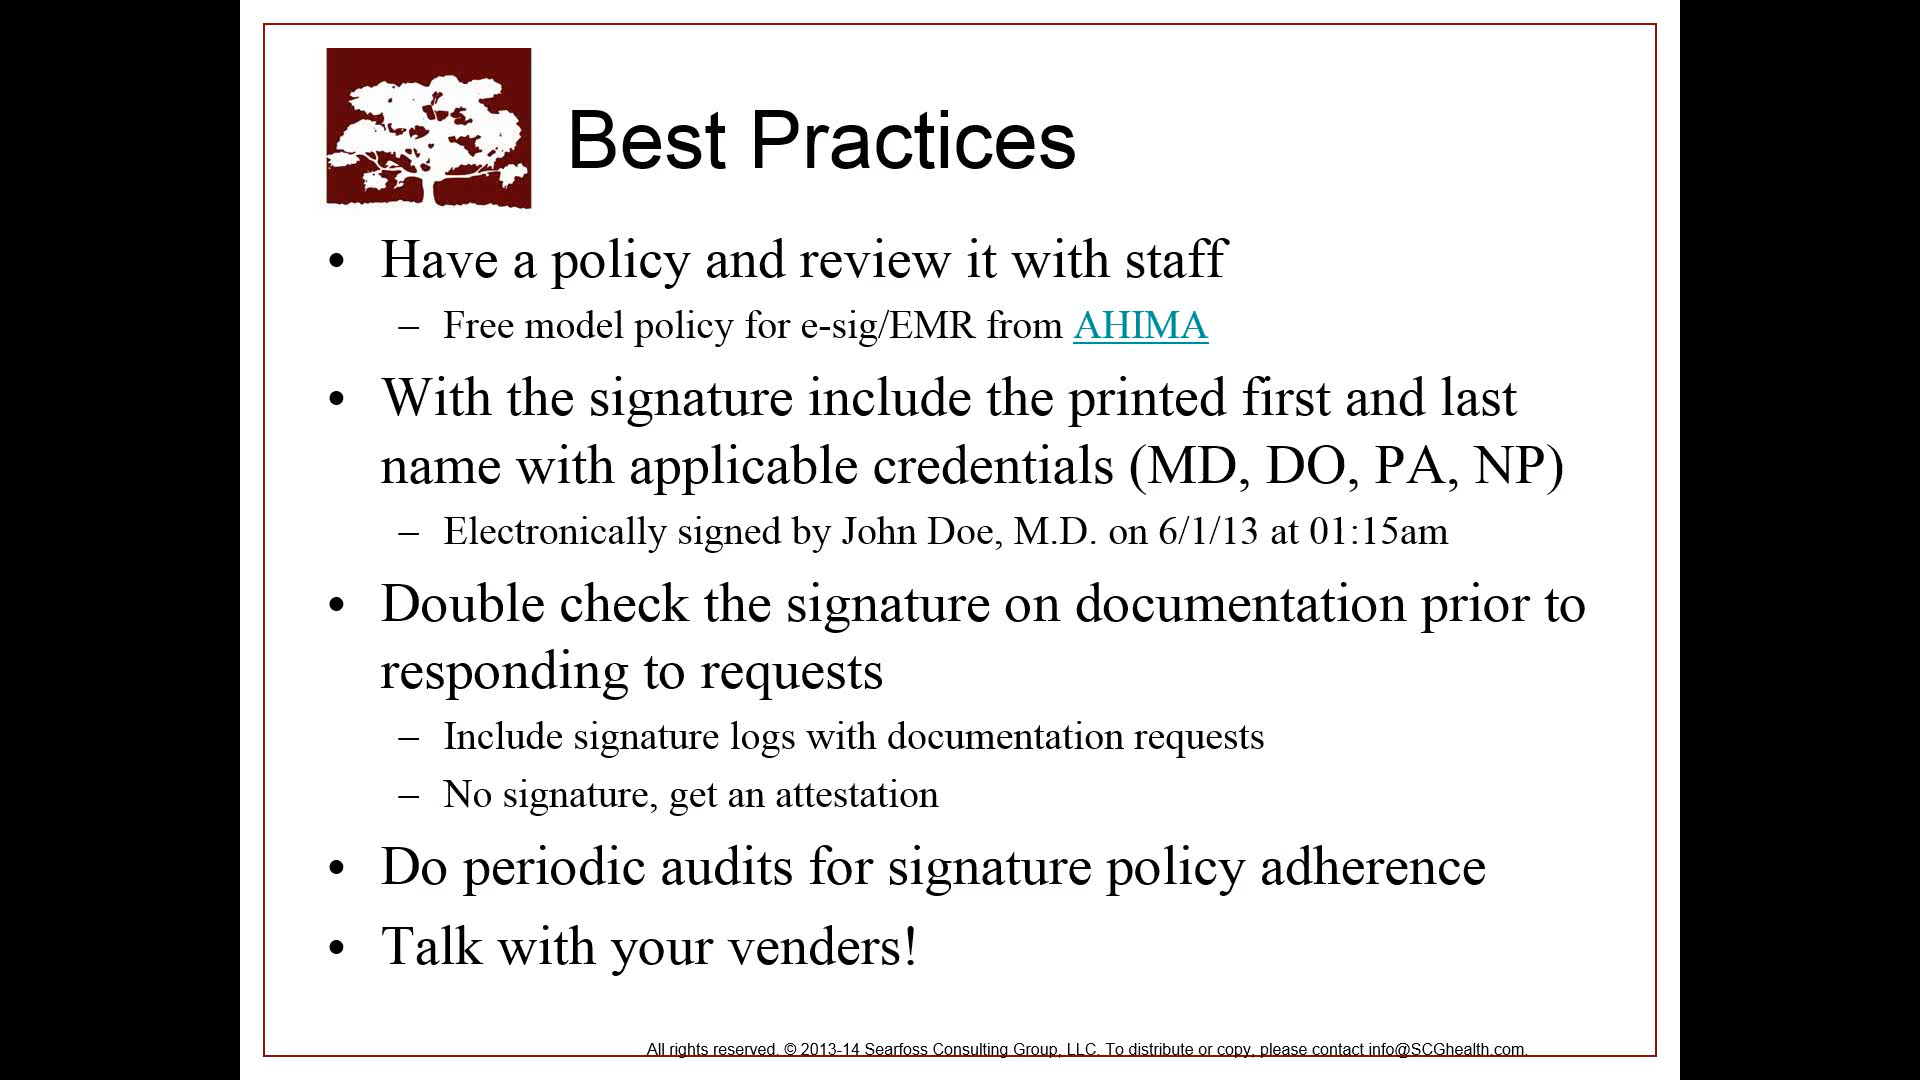 Best Practices
• Have a policy and review it with staff
– Free model policy for e-sig/EMR from AHIMA
• With the signature include the printed first and last
name with applicable credentials (MD, DO, PA, NP)
– Electronically signed by John Doe, M.D. on 6/1/13 at 01:15am
• Double check the signature on documentation prior to
responding to requests
– Include signature logs with documentation requests
– No signature, get an attestation
• Do periodic audits for signature policy adherence
• Talk with your venders!
All rights reserved. © 2013-14 Searfoss Consulting Group, LLC. To distribute or copy, please contact info@SCGhealth.com.